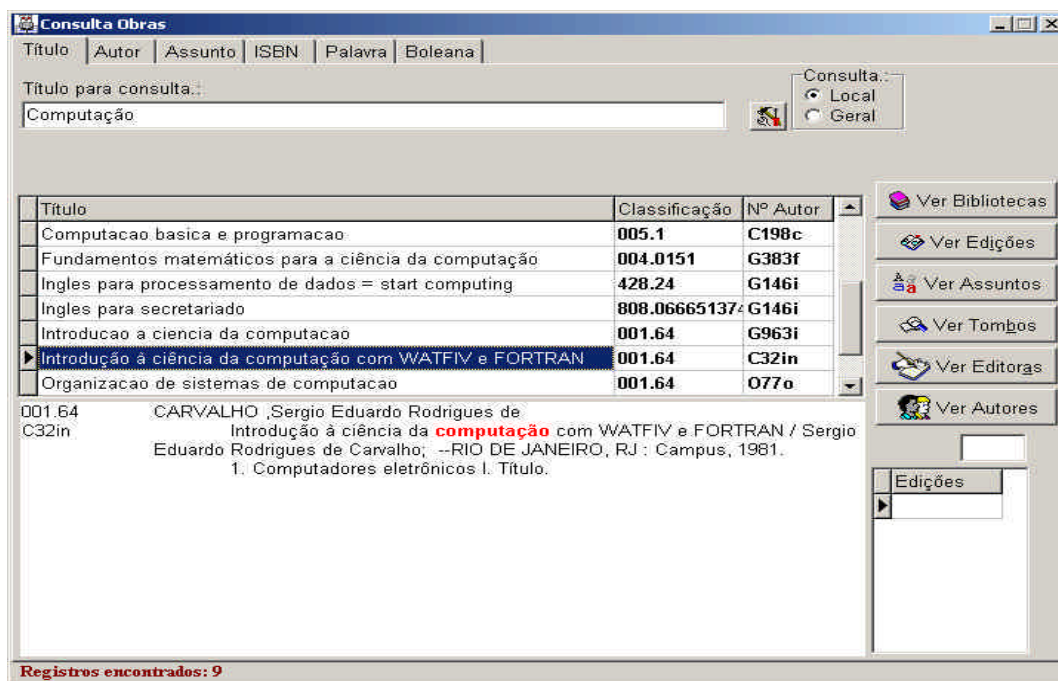 Consulta Obras
Título Autor Assunto ISBN Palavra Boleana
Título para consulta.:
Consulta.:
Local
Computação
Geral
Título Classificação Nº Autor
Computacao basica e programacao 005.1 C198c
Fundamentos matemáticos para a ciência da computação 004.0151 G383f
Ingles para processamento de dados = start computing 428.24 G146i
Ingles para secretariado 808.066651374 G146i
Introducao a ciencia da computacao 001.64 G963i
Introdução à ciência da computação com WATFIV e FORTRAN 001.64 C32in
Organizacao de sistemas de computacao 001.64 O77o
Ver Bibliotecas
Ver Edições
Ver Assuntos
Ver Tombos
Ver Editoras
Ver Autores
001.64 CARVALHO ,Sergio Eduardo Rodrigues de
C32in Introdução à ciência da computação com WATFIV e FORTRAN / Sergio
Eduardo Rodrigues de Carvalho; --RIO DE JANEIRO, RJ : Campus, 1981.
1. Computadores eletrônicos I. Título.
Edições
Registros encontrados: 9